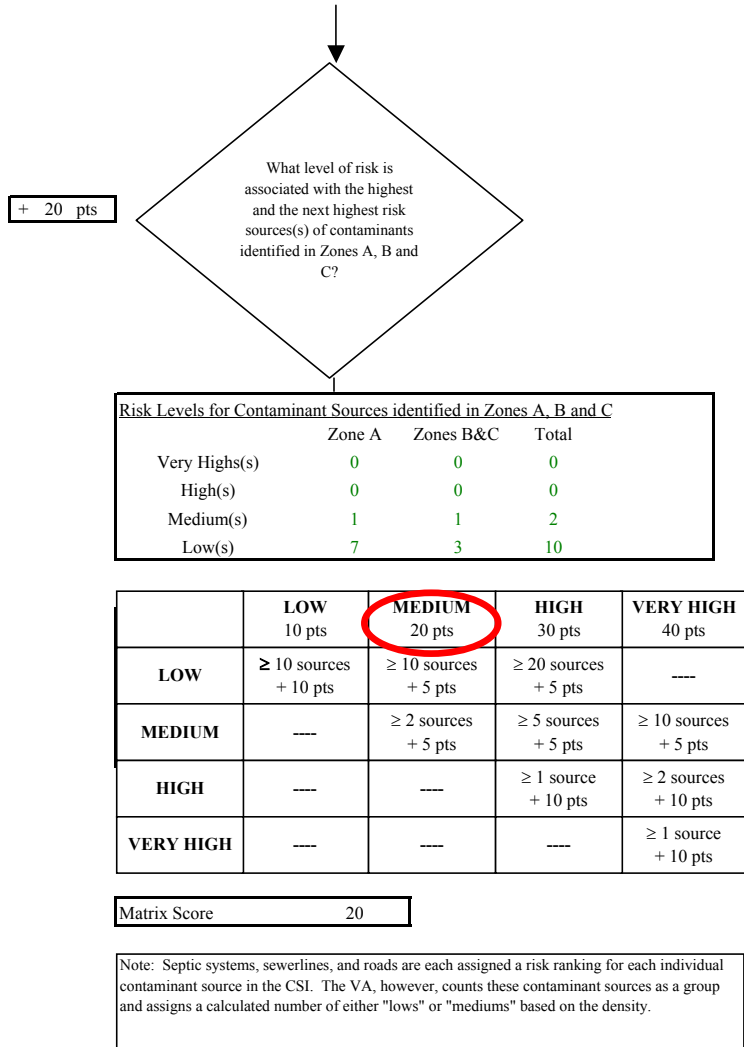 What level of risk is
associated with the highest
and the next highest risk
sources(s) of contaminants
identified in Zones A, B and
C?
+ 20 pts
Risk Levels for Contaminant Sources identified in Zones A, B and C
Zone A Zones B&C Total
Very Highs(s) 0 0 0
High(s) 0 0 0
Medium(s) 1 1 2
Low(s) 7 3 10
LOW MEDIUM HIGH VERY HIGH
10 pts 20 pts 30 pts 40 pts
LOW ≥ 10 sources ≥ 10 sources ≥ 20 sources ----
+ 10 pts + 5 pts + 5 pts
MEDIUM ---- ≥ 2 sources ≥ 5 sources ≥ 10 sources
+ 5 pts + 5 pts + 5 pts
HIGH ---- ---- ≥ 1 source ≥ 2 sources
+ 10 pts + 10 pts
VERY HIGH ---- ---- ---- ≥ 1 source
+ 10 pts
Matrix Score 20
Note: Septic systems, sewerlines, and roads are each assigned a risk ranking for each individual
contaminant source in the CSI. The VA, however, counts these contaminant sources as a group
and assigns a calculated number of either "lows" or "mediums" based on the density.